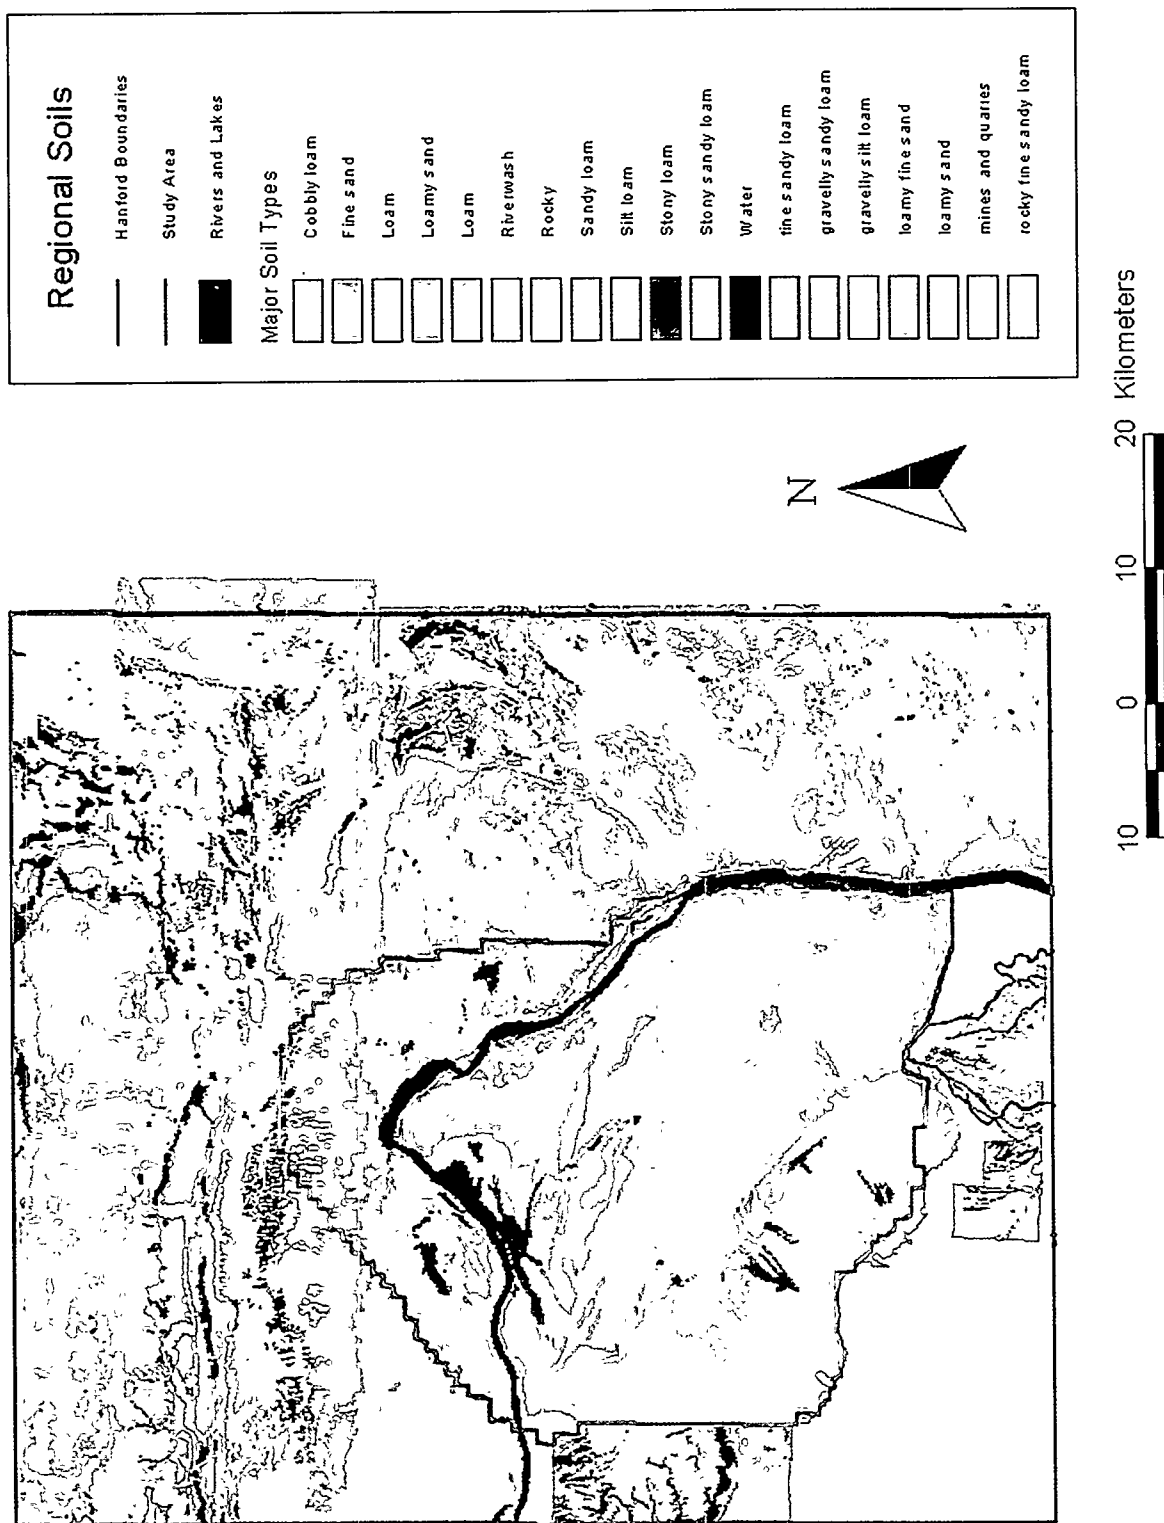 Regional Soils
Hanford Boundaries
Study Area
Rivers and Lakes
Major Soil Types
Cobbly loam
Fine sand
Loam
Loamy sand
Loam
Riverwash
Rocky
Sandy loam
Silt loam
Stony loam
Stony sandy loam
Water
fine sandy loam
gravelly sandy loam
gravelly silt loam
loamy fine sand
loamy sand
mines and quaries
rocky fine sandy loam
N
10 0 10 20 Kilometers